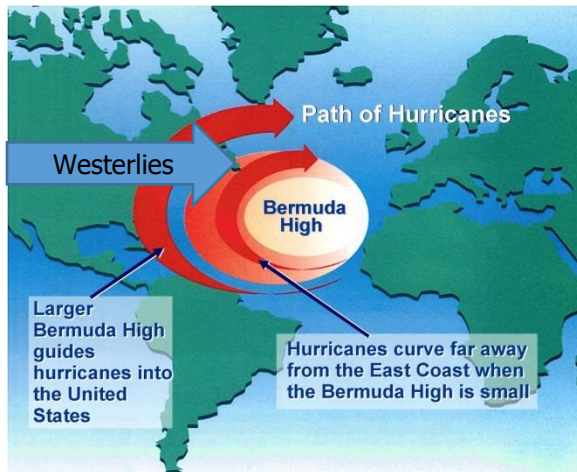 Path of Hurricanes
Westerlies
Bermuda
High
Larger
Bermuda High
guides
hurricanes into
the United
States
Hurricanes curve far away
from the East Coast when
the Bermuda High is small